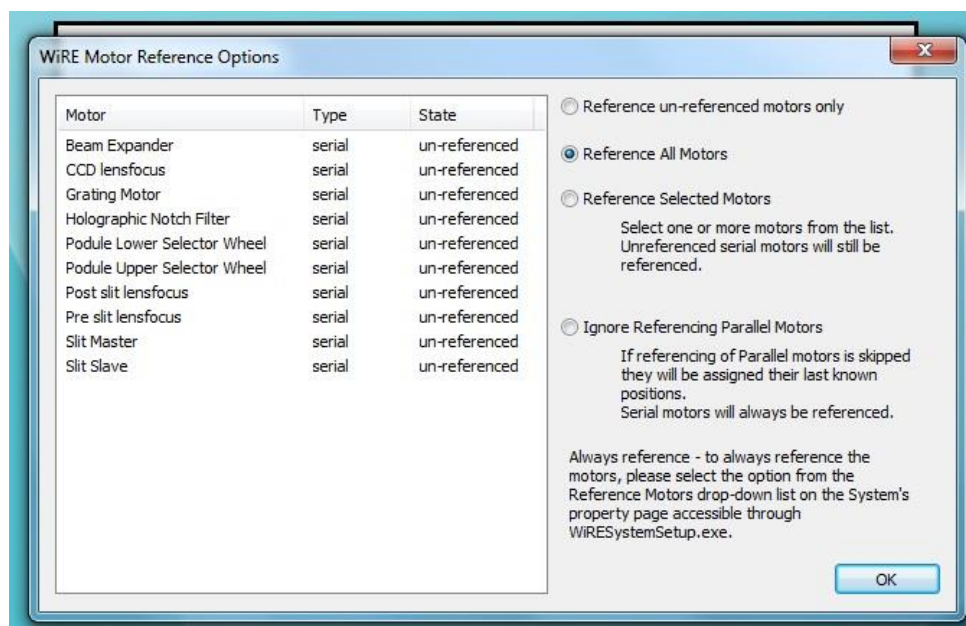 WiRE Motor Reference Options
Motor Type State
Beam Expander serial un-referenced
CCD lensfocus serial un-referenced
Grating Motor serial un-referenced
Holographic Notch Filter serial un-referenced
Podule Lower Selector Wheel serial un-referenced
Podule Upper Selector Wheel serial un-referenced
Post slit lensfocus serial un-referenced
Pre slit lensfocus serial un-referenced
Slit Master serial un-referenced
Slit Slave serial un-referenced
Reference un-referenced motors only
Reference All Motors
Reference Selected Motors
Select one or more motors from the list.
Unreferenced serial motors will still be
referenced.
Ignore Referencing Parallel Motors
If referencing of Parallel motors is skipped
they will be assigned their last known
positions.
Serial motors will always be referenced.
Always reference - to always reference the
motors, please select the option from the
Reference Motors drop-down list on the System's
property page accessible through
WiRESystemSetup.exe.
OK